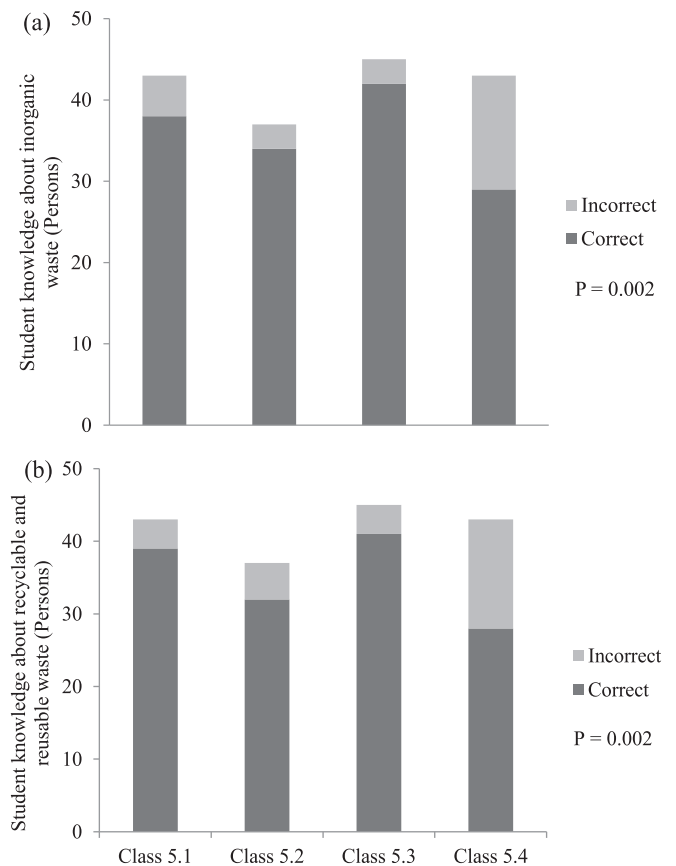 (a)
Student knowledge about inorganic
waste (Persons)
50
40
30
20
10
0
Incorrect
Correct
P = 0.002
(b)
Student knowledge about recyclable and
reusable waste (Persons)
50
40
30
20
10
0
Incorrect
Correct
P = 0.002
Class 5.1 Class 5.2 Class 5.3 Class 5.4